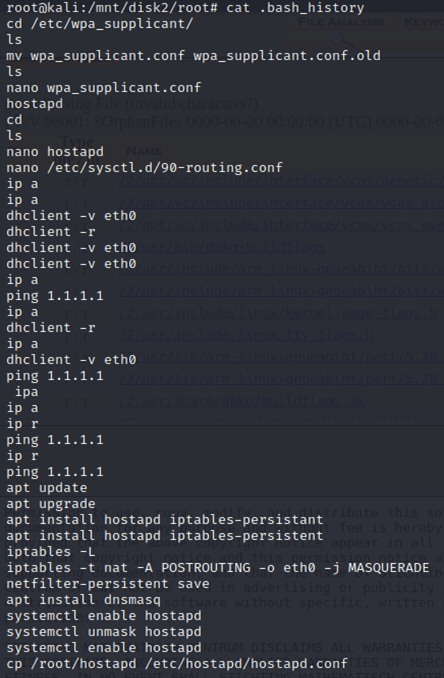 root@kali:/mnt/disk2/root# cat .bash_history
cd /etc/wpa_supplicant/
ls
mv wpa_supplicant.conf wpa_supplicant.conf.old
ls
nano wpa_supplicant.conf
hostapd
cd
ls
nano hostapd
nano /etc/sysctl.d/90-routing.conf
ip a
ip a
dhclient -v eth0
dhclient -r
dhclient -v eth0
dhclient -v eth0
ip a
ping 1.1.1.1
ip a
dhclient -r
ip a
dhclient -v eth0
ping 1.1.1.1
ipa
ip a
ip r
ping 1.1.1.1
ip r
ping 1.1.1.1
apt update
apt upgrade
apt install hostapd iptables-persistant
apt install hostapd iptables-persistent
iptables -L
iptables -t nat -A POSTROUTING -o eth0 -j MASQUERADE
netfilter-persistent save
apt install dnsmasq
systemctl enable hostapd
systemctl unmask hostapd
systemctl enable hostapd
cp /root/hostapd /etc/hostapd/hostapd.conf